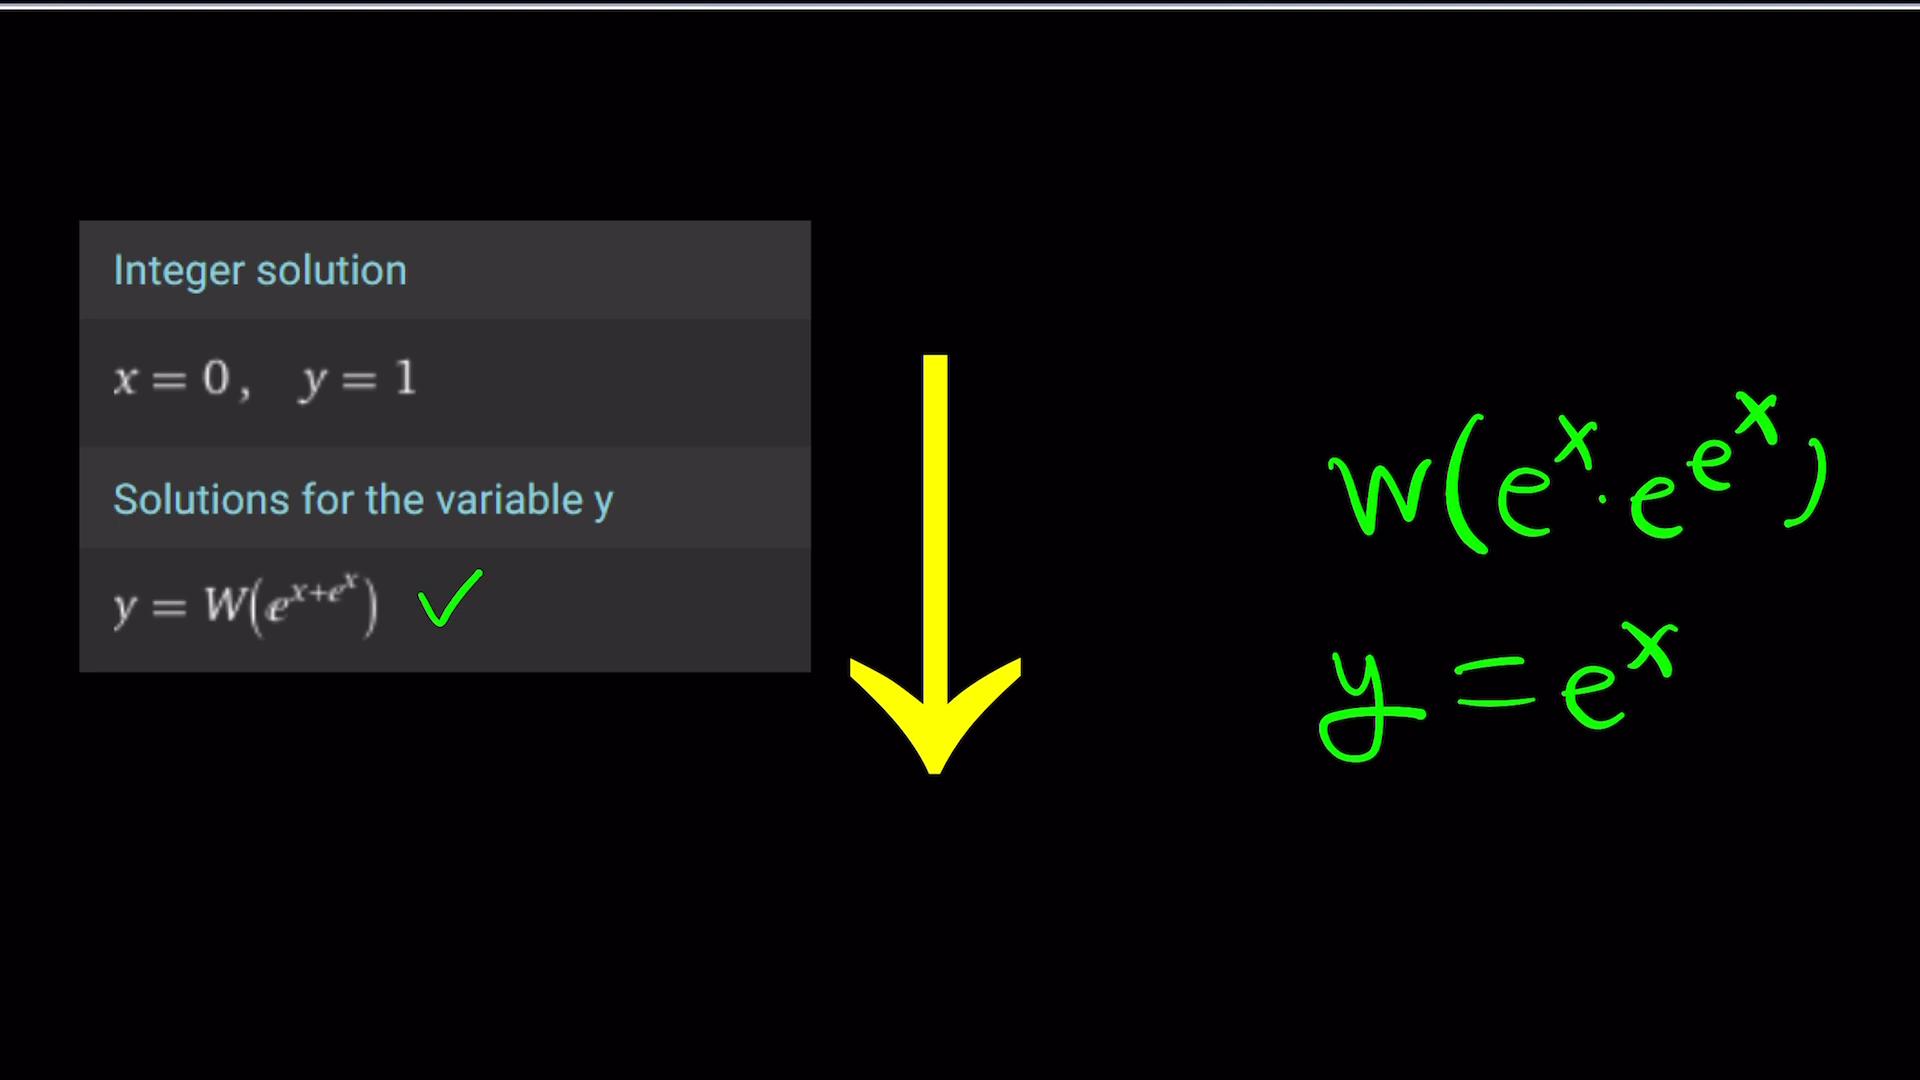 Integer solution
x = 0,  y = 1
Solutions for the variable y
y = W(e^{x+e^x}) ✓
W(e^x · e^{e^x})
y = e^x